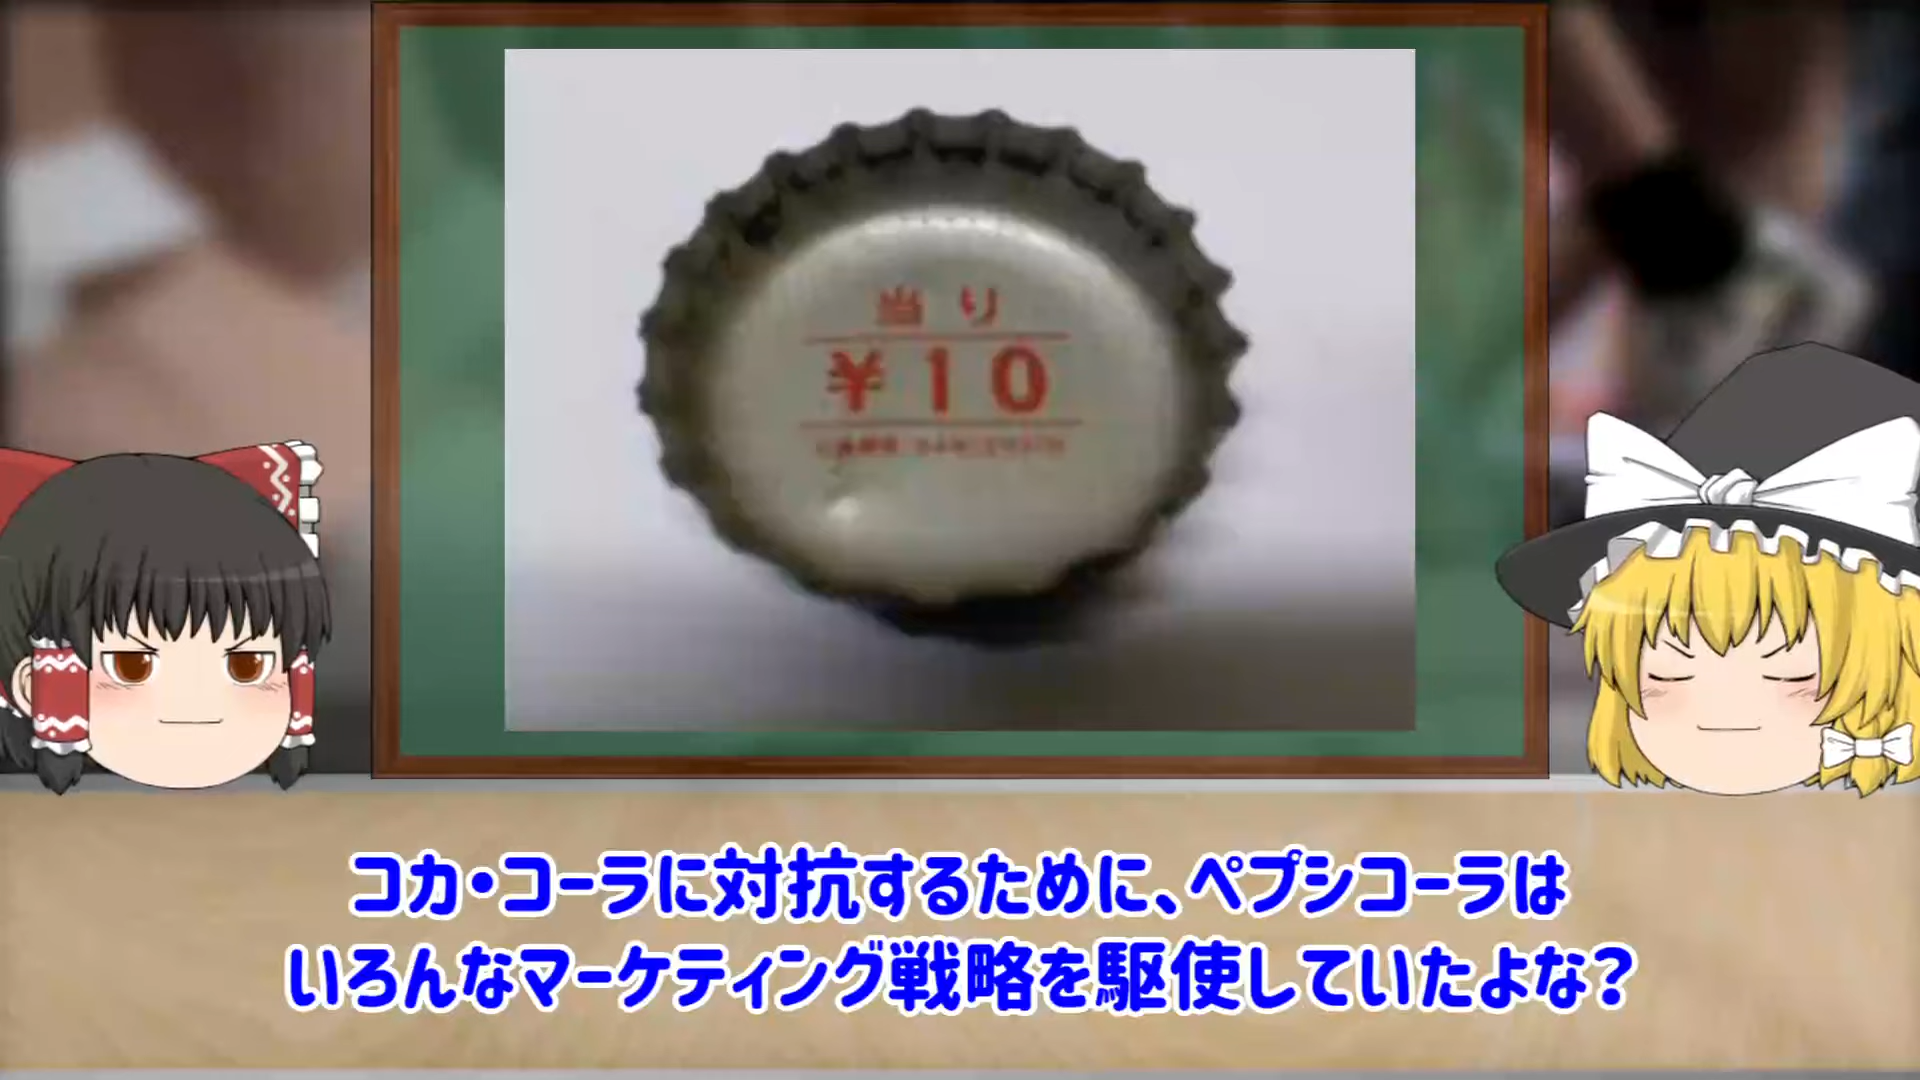 当り
¥10
コカ・コーラに対抗するために、ペプシコーラは
いろんなマーケティング戦略を駆使していたよな?